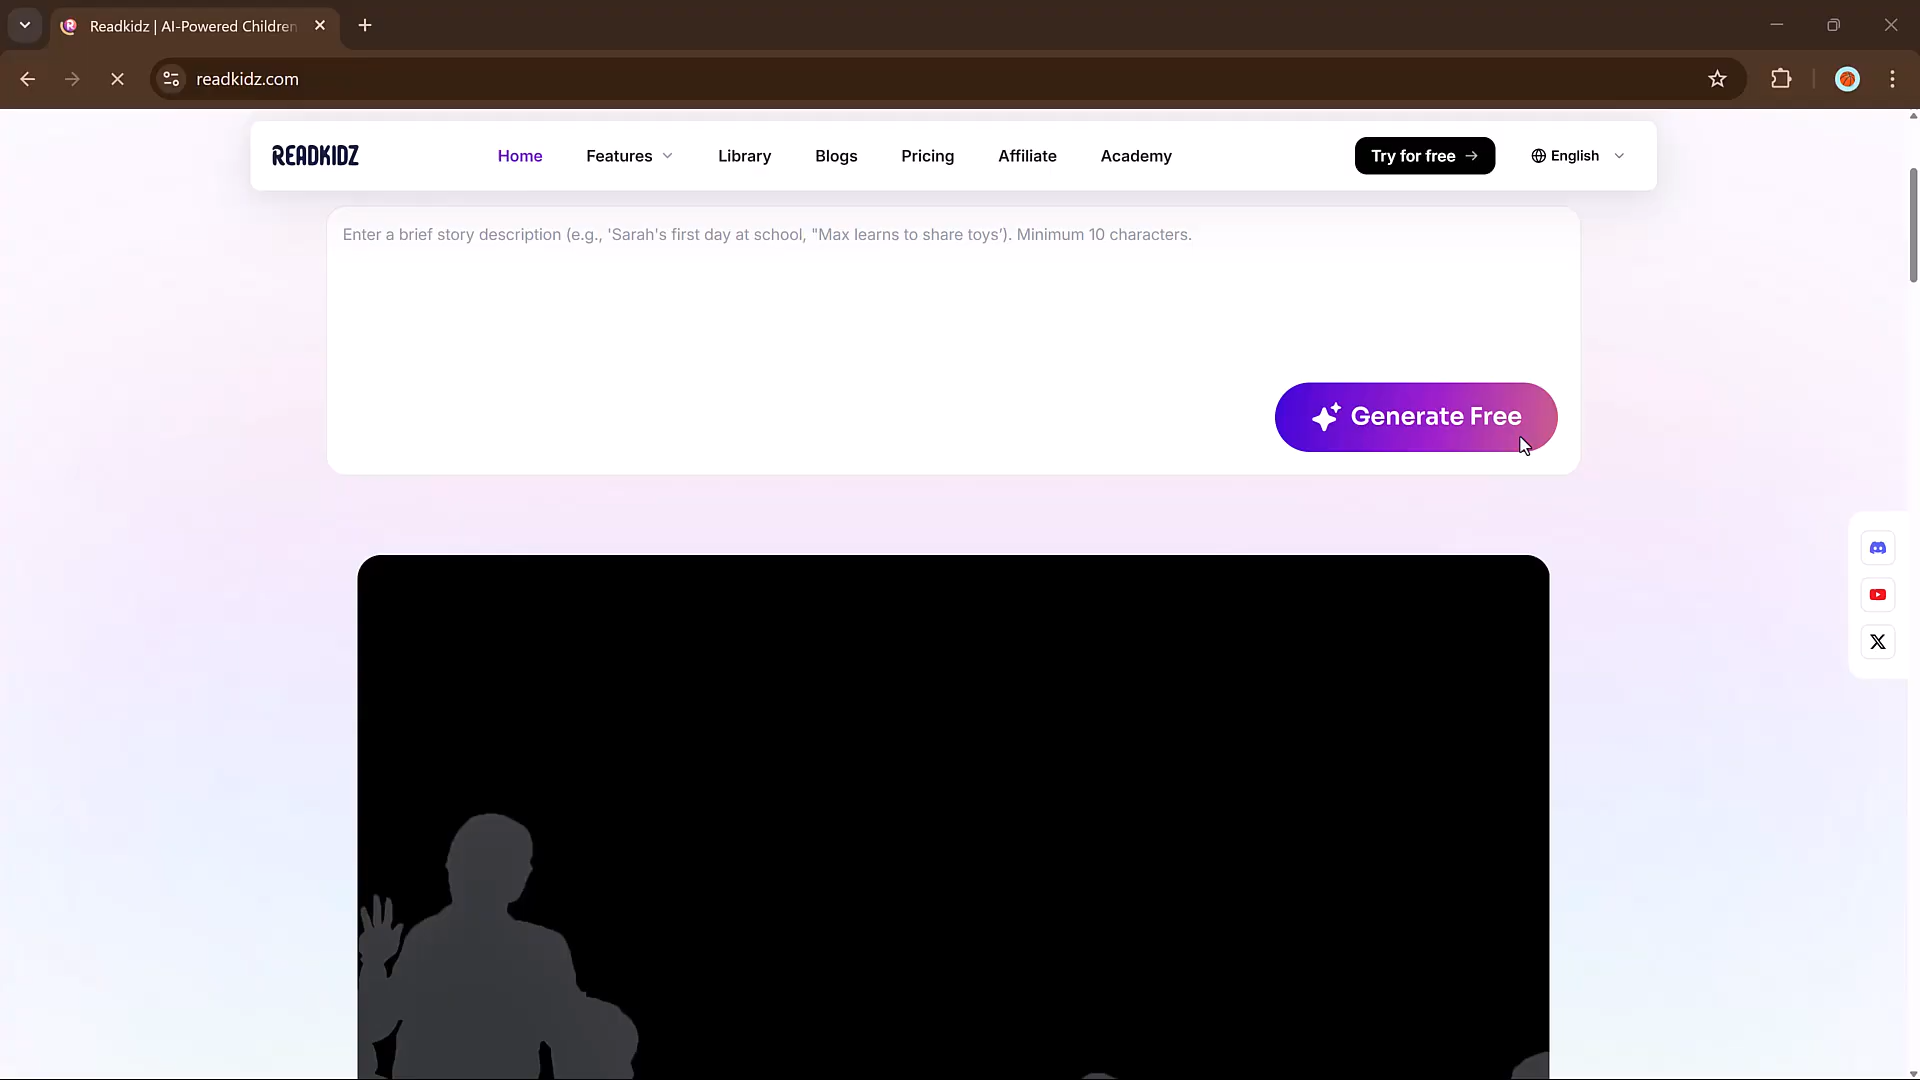 Readkidz | AI-Powered Children
readkidz.com
READKIDZ
Home
Features
Library
Blogs
Pricing
Affiliate
Academy
Try for free →
English
Enter a brief story description (e.g., 'Sarah's first day at school, "Max learns to share toys'). Minimum 10 characters.
Generate Free